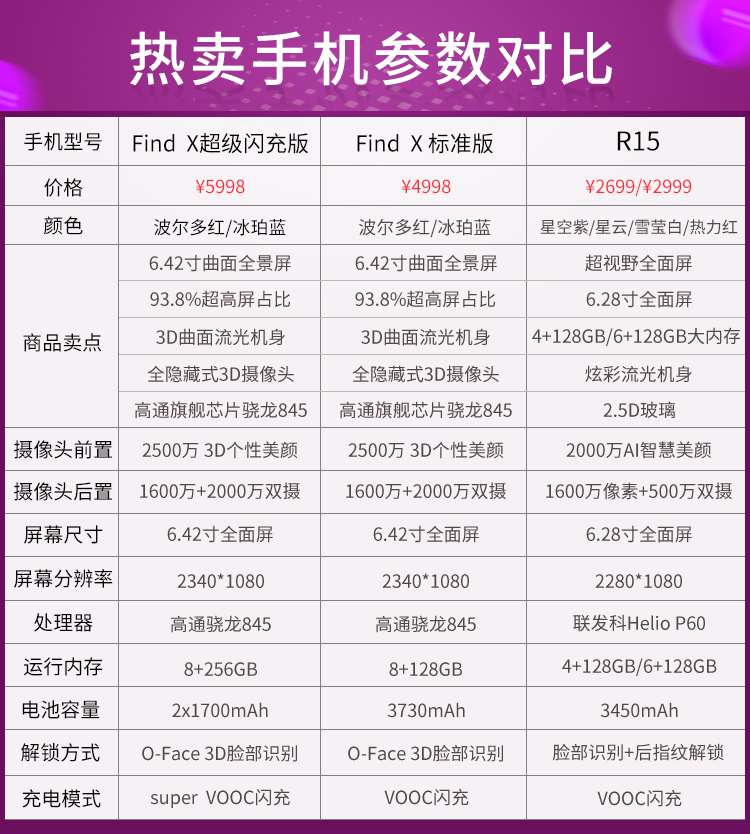 热卖手机参数对比
手机型号 Find X超级闪充版 Find X 标准版 R15
价格 ¥5998 ¥4998 ¥2699/¥2999
颜色 波尔多红/冰珀蓝 波尔多红/冰珀蓝 星空紫/星云/雪莹白/热力红
商品卖点 6.42寸曲面全景屏 6.42寸曲面全景屏 超视野全面屏
93.8%超高屏占比 93.8%超高屏占比 6.28寸全面屏
3D曲面流光机身 3D曲面流光机身 4+128GB/6+128GB大内存
全隐藏式3D摄像头 全隐藏式3D摄像头 炫彩流光机身
高通旗舰芯片骁龙845 高通旗舰芯片骁龙845 2.5D玻璃
摄像头前置 2500万 3D个性美颜 2500万 3D个性美颜 2000万AI智慧美颜
摄像头后置 1600万+2000万双摄 1600万+2000万双摄 1600万像素+500万双摄
屏幕尺寸 6.42寸全面屏 6.42寸全面屏 6.28寸全面屏
屏幕分辨率 2340*1080 2340*1080 2280*1080
处理器 高通骁龙845 高通骁龙845 联发科Helio P60
运行内存 8+256GB 8+128GB 4+128GB/6+128GB
电池容量 2x1700mAh 3730mAh 3450mAh
解锁方式 O-Face 3D脸部识别 O-Face 3D脸部识别 脸部识别+后指纹解锁
充电模式 super VOOC闪充 VOOC闪充 VOOC闪充